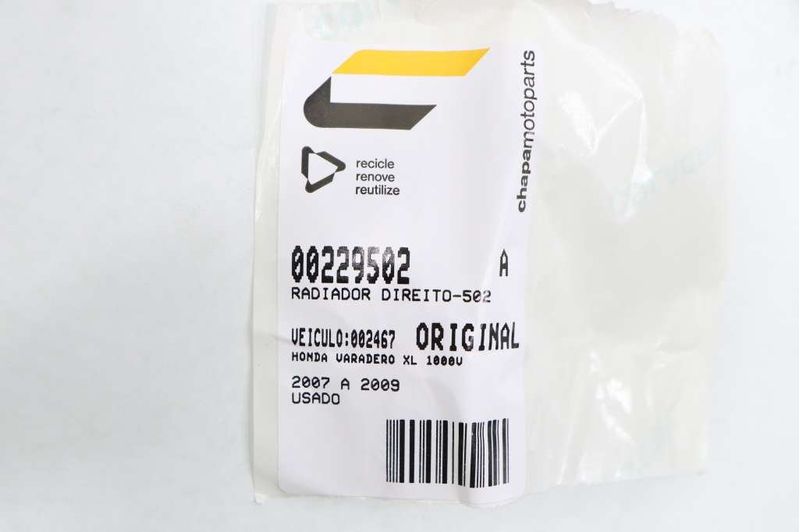 chapamotoparts
recicle
renove
reutilize
00229502 A
RADIADOR DIREITO-502
VEICULO:002467 ORIGINAL
HONDA VARADERO XL 1000V
2007 A 2009
USADO